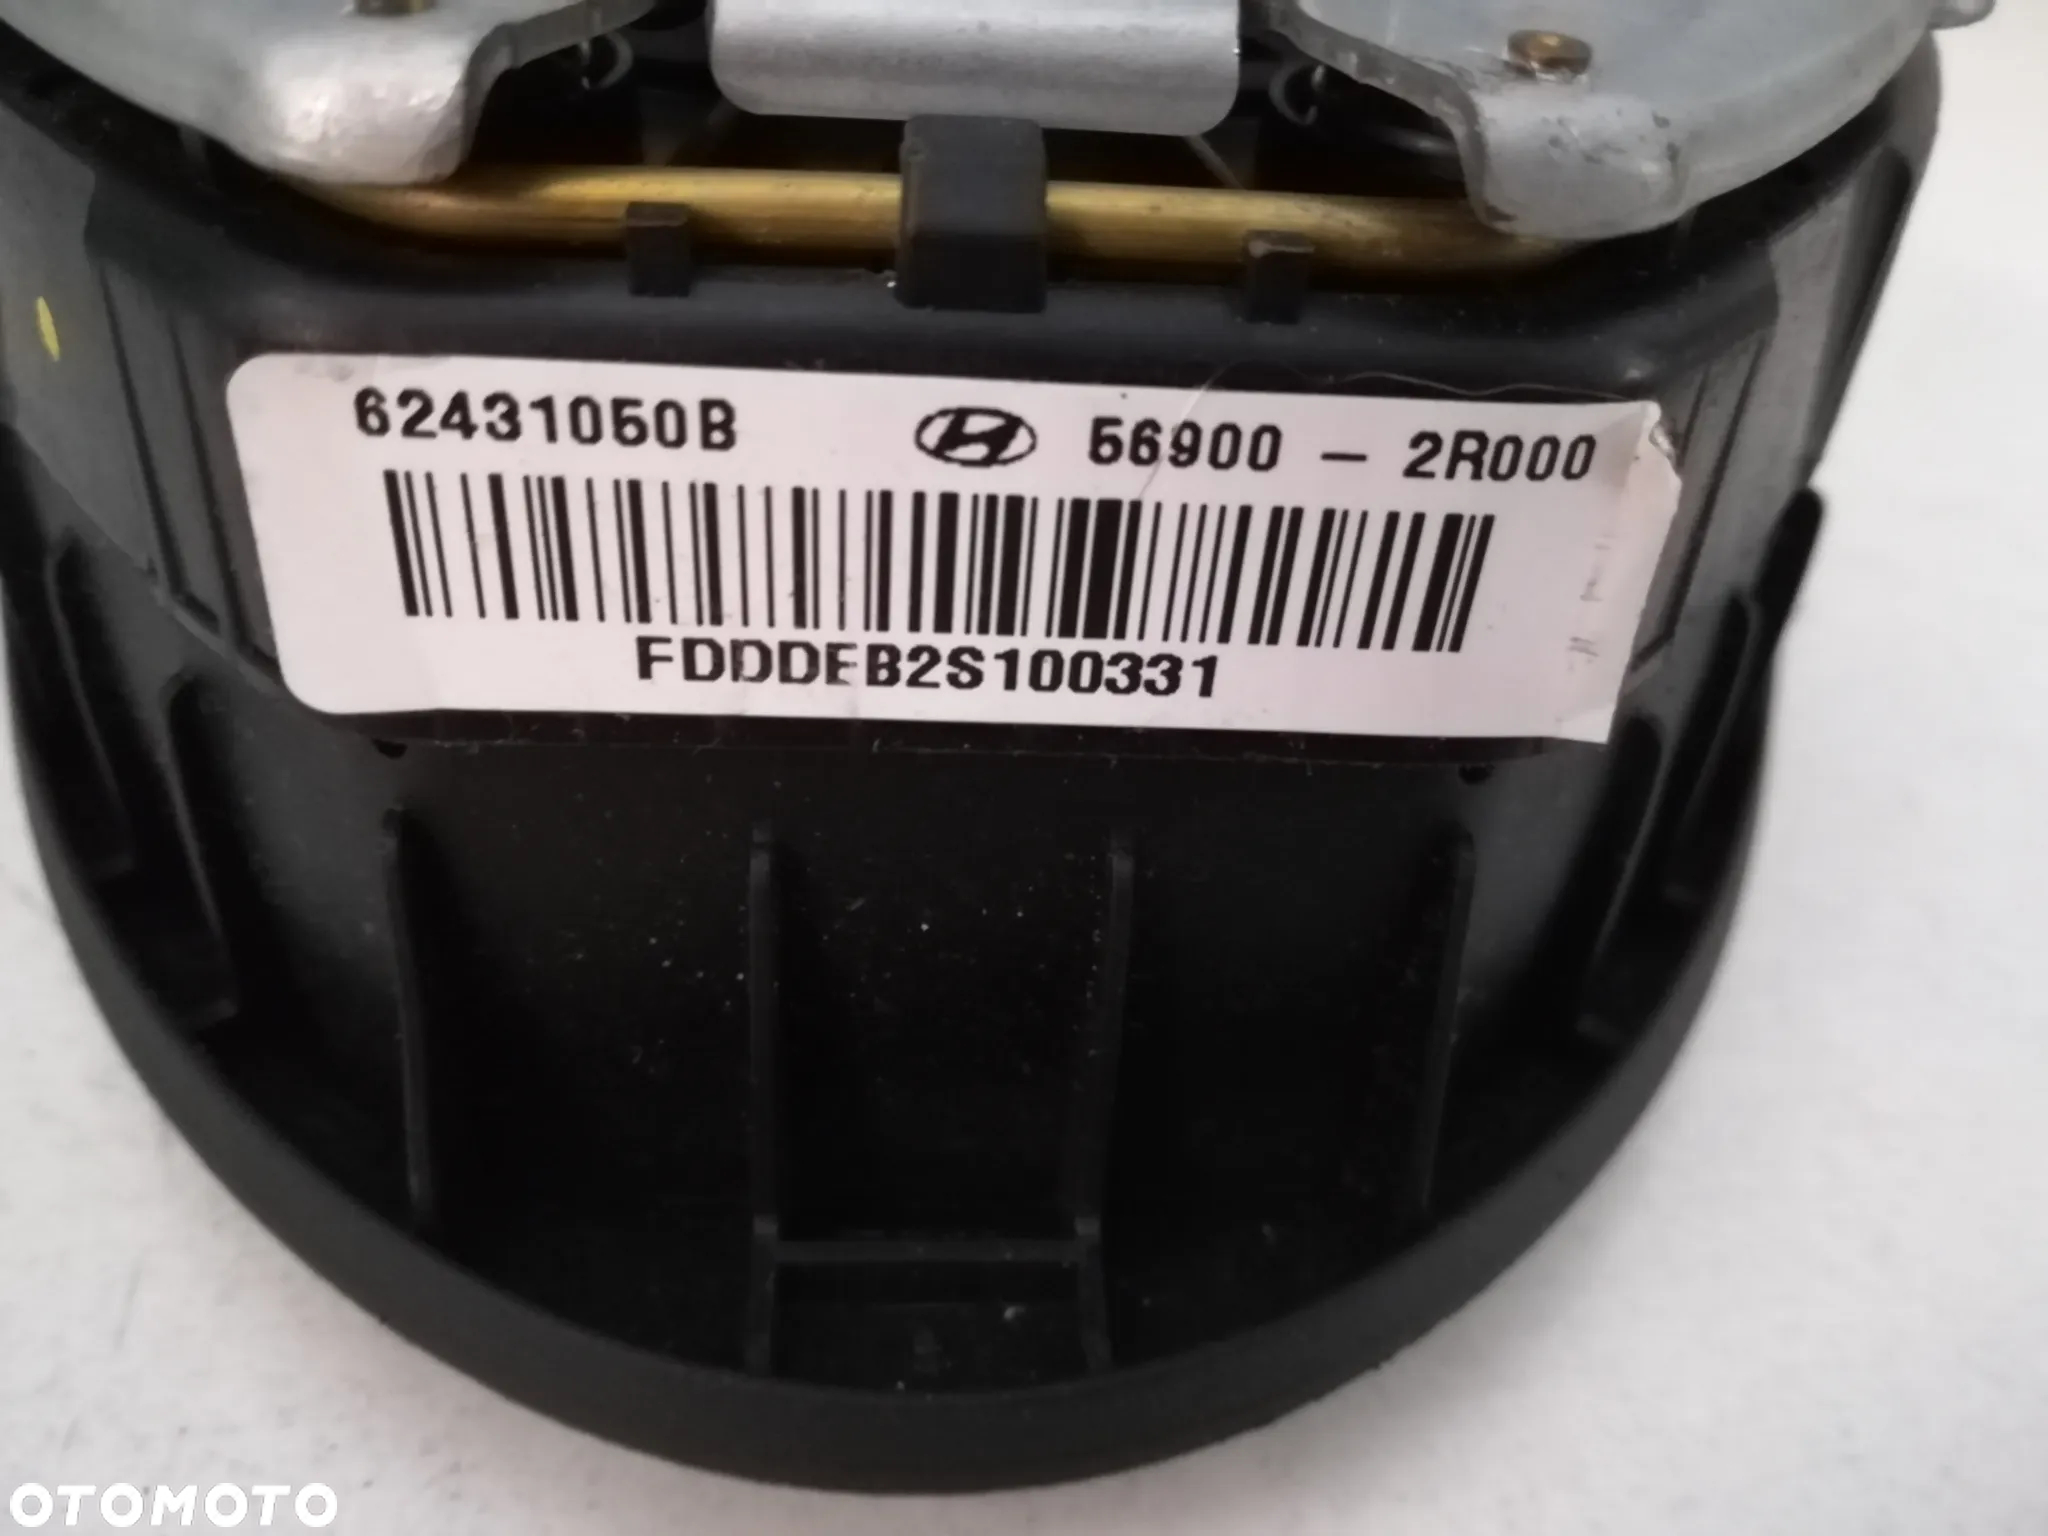 62431050B 56900 - 2R000
FDDDEB2S100331
OTOMOTO